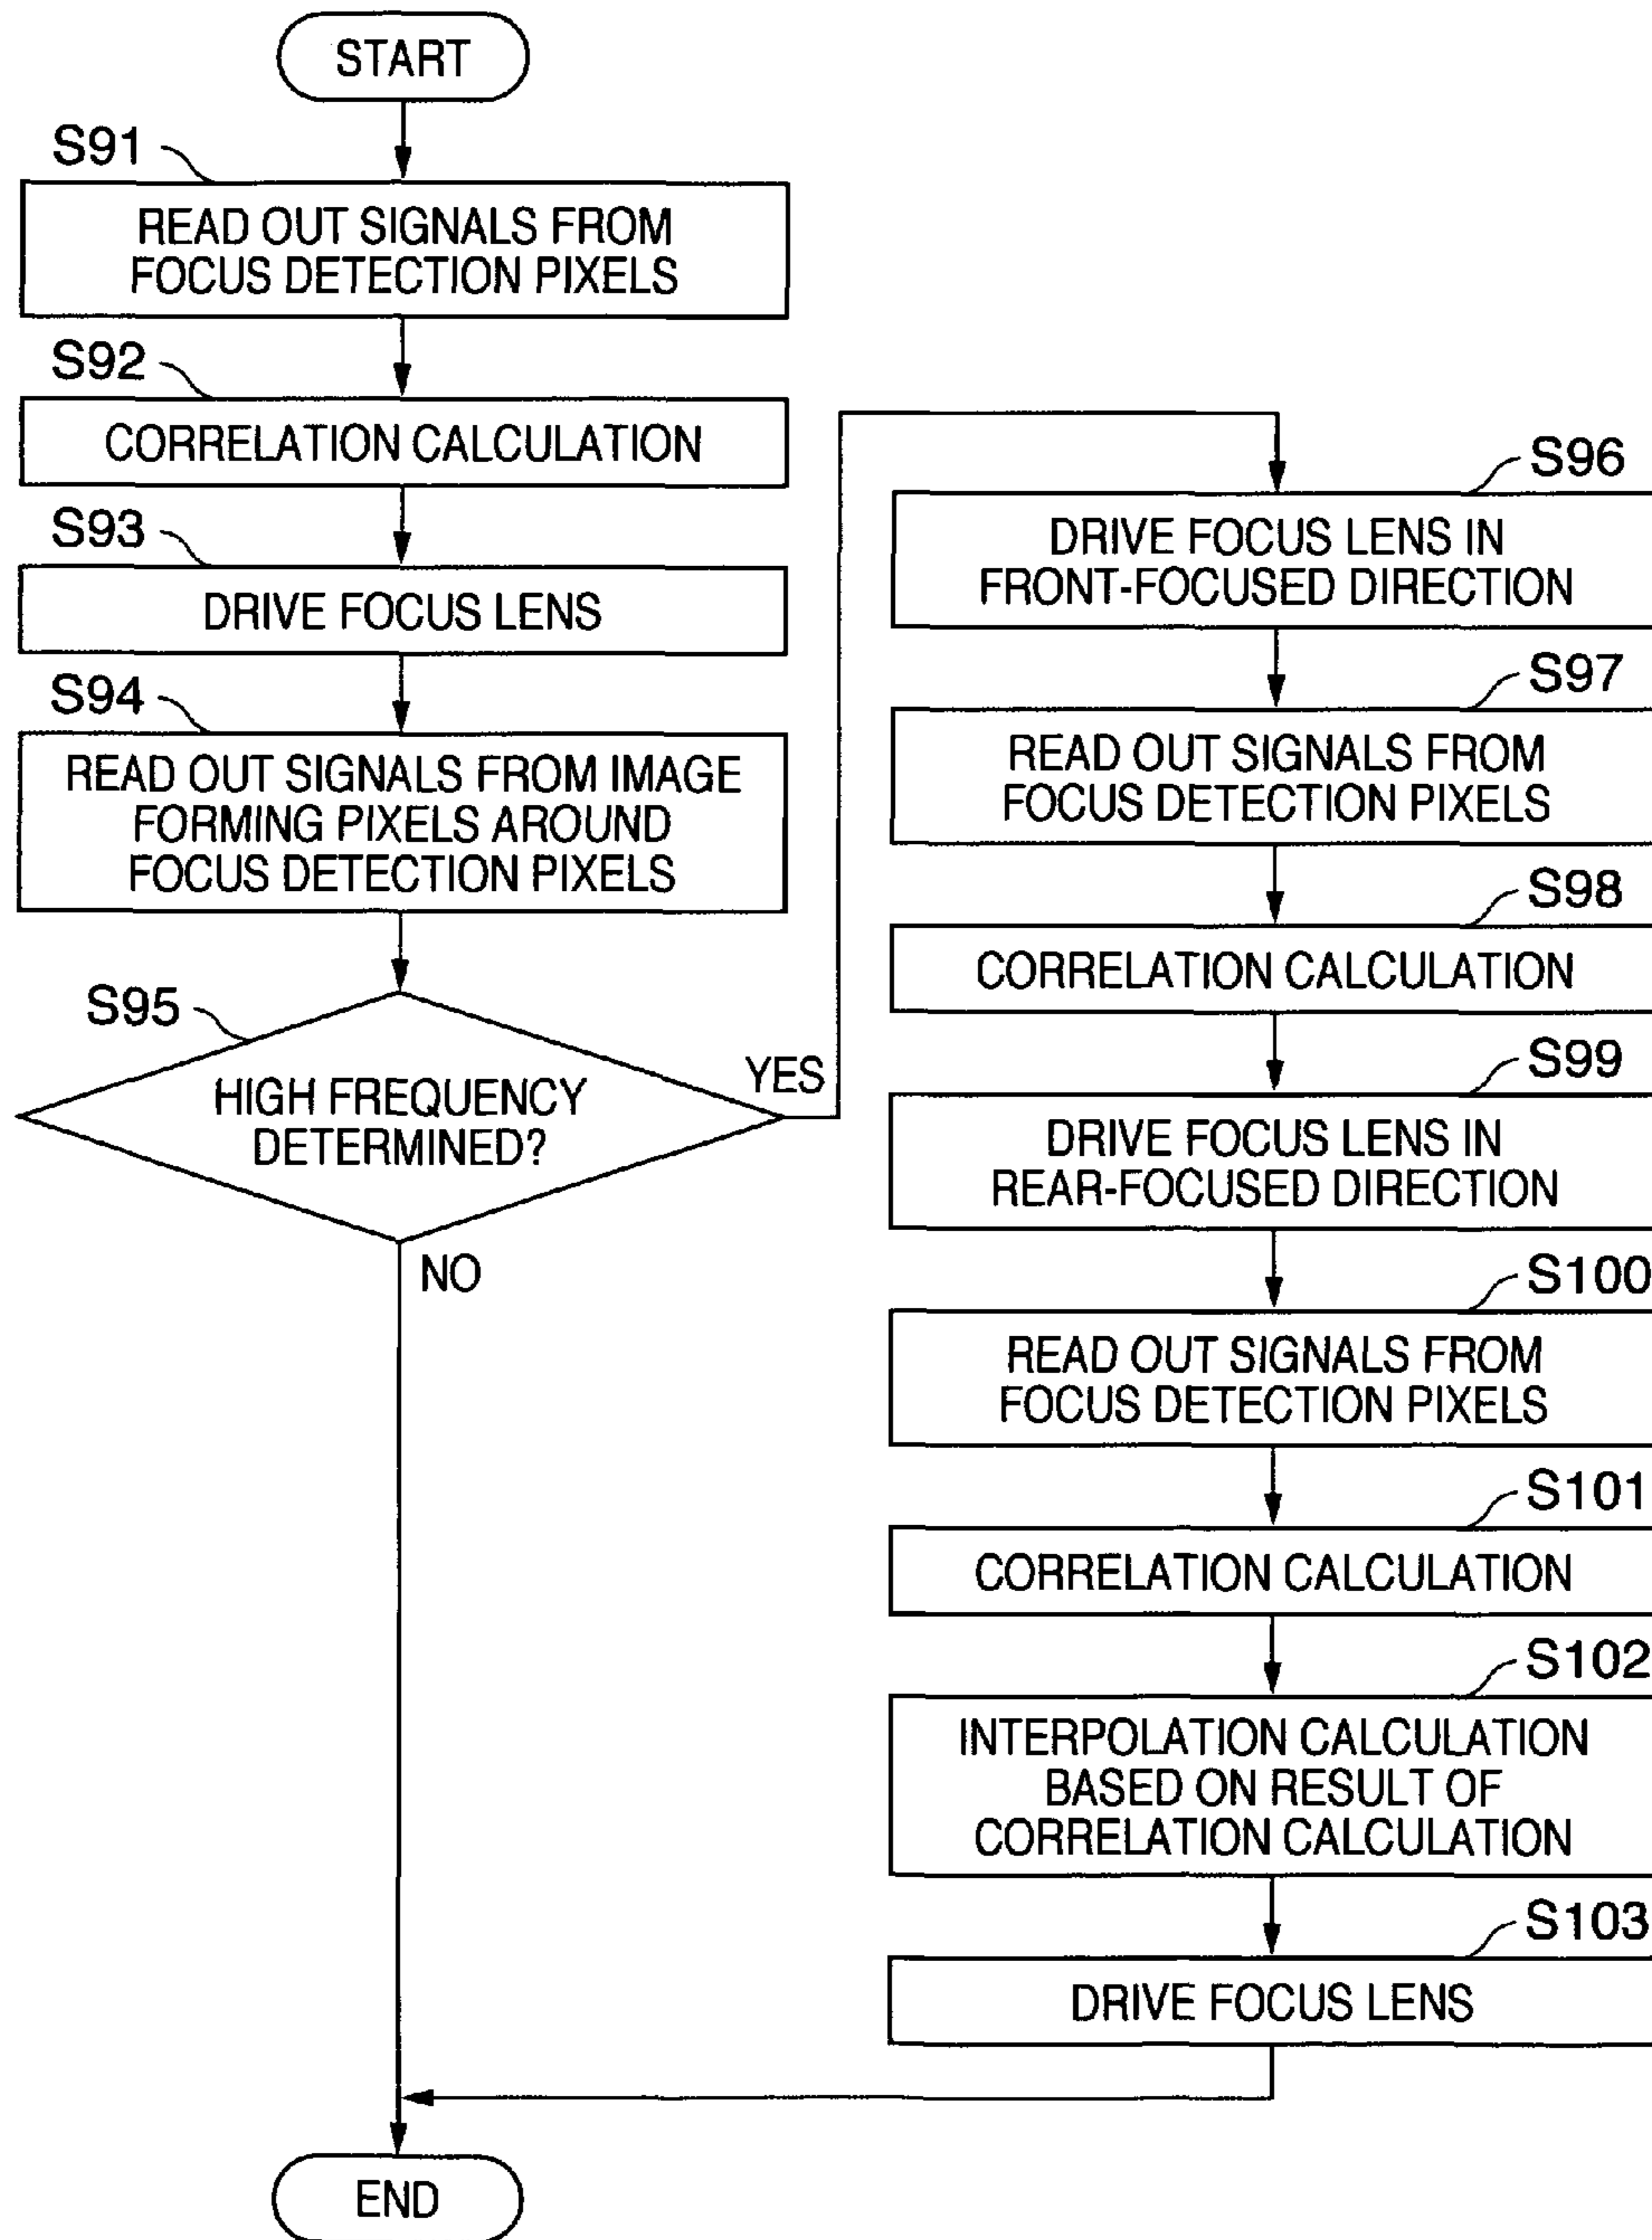 START
S91
READ OUT SIGNALS FROM
FOCUS DETECTION PIXELS
S92
CORRELATION CALCULATION
S93
DRIVE FOCUS LENS
S94
READ OUT SIGNALS FROM IMAGE
FORMING PIXELS AROUND
FOCUS DETECTION PIXELS
S95
HIGH FREQUENCY
DETERMINED?
YES
NO
S96
DRIVE FOCUS LENS IN
FRONT-FOCUSED DIRECTION
S97
READ OUT SIGNALS FROM
FOCUS DETECTION PIXELS
S98
CORRELATION CALCULATION
S99
DRIVE FOCUS LENS IN
REAR-FOCUSED DIRECTION
S100
READ OUT SIGNALS FROM
FOCUS DETECTION PIXELS
S101
CORRELATION CALCULATION
S102
INTERPOLATION CALCULATION
BASED ON RESULT OF
CORRELATION CALCULATION
S103
DRIVE FOCUS LENS
END